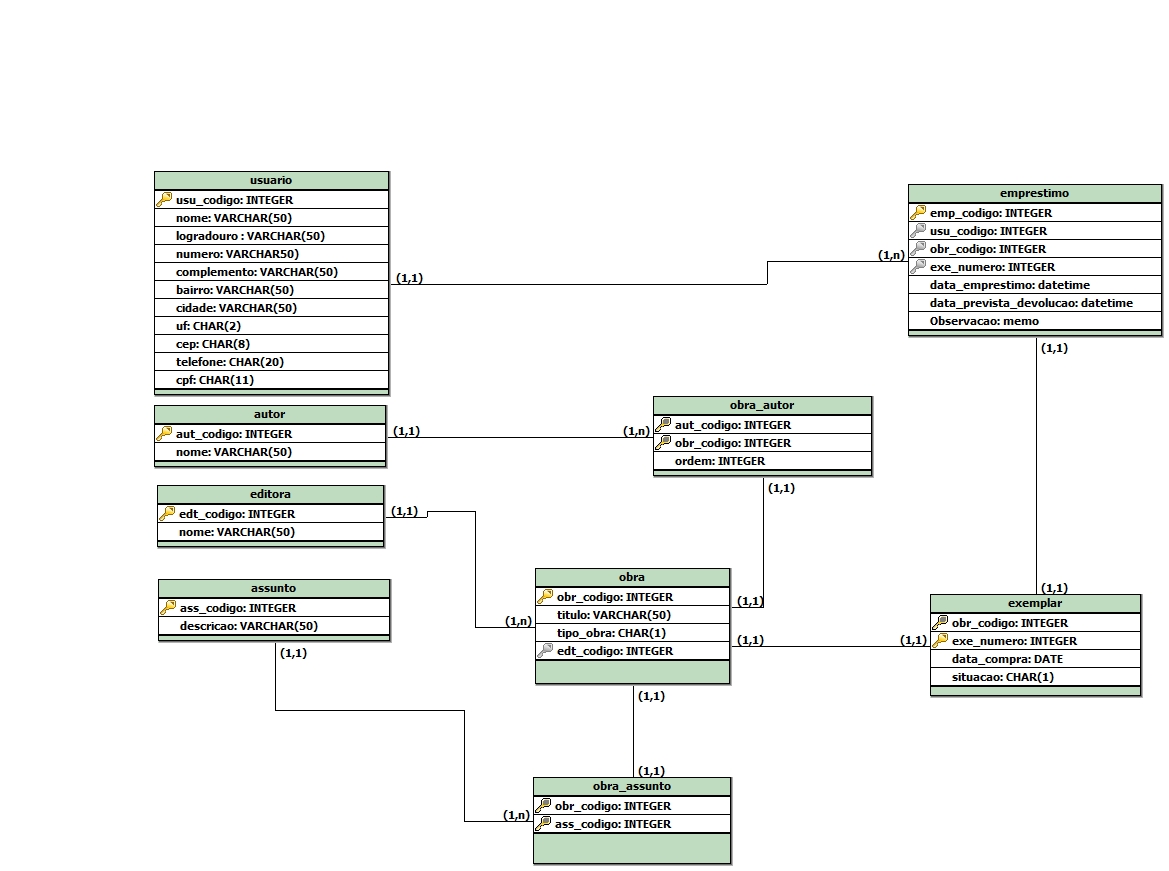 usuario
usu_codigo: INTEGER
nome: VARCHAR(50)
logradouro : VARCHAR(50)
numero: VARCHAR50)
complemento: VARCHAR(50)
bairro: VARCHAR(50)
cidade: VARCHAR(50)
uf: CHAR(2)
cep: CHAR(8)
telefone: CHAR(20)
cpf: CHAR(11)
(1,1)
(1,n)
emprestimo
emp_codigo: INTEGER
usu_codigo: INTEGER
obr_codigo: INTEGER
exe_numero: INTEGER
data_emprestimo: datetime
data_prevista_devolucao: datetime
Observacao: memo
(1,1)
autor
aut_codigo: INTEGER
nome: VARCHAR(50)
(1,1)
(1,n)
obra_autor
aut_codigo: INTEGER
obr_codigo: INTEGER
ordem: INTEGER
(1,1)
editora
edt_codigo: INTEGER
nome: VARCHAR(50)
(1,1)
(1,n)
assunto
ass_codigo: INTEGER
descricao: VARCHAR(50)
(1,1)
obra
obr_codigo: INTEGER
titulo: VARCHAR(50)
tipo_obra: CHAR(1)
edt_codigo: INTEGER
(1,1)
(1,1)
(1,1)
(1,1)
exemplar
obr_codigo: INTEGER
exe_numero: INTEGER
data_compra: DATE
situacao: CHAR(1)
(1,1)
(1,1)
(1,n)
obra_assunto
obr_codigo: INTEGER
ass_codigo: INTEGER